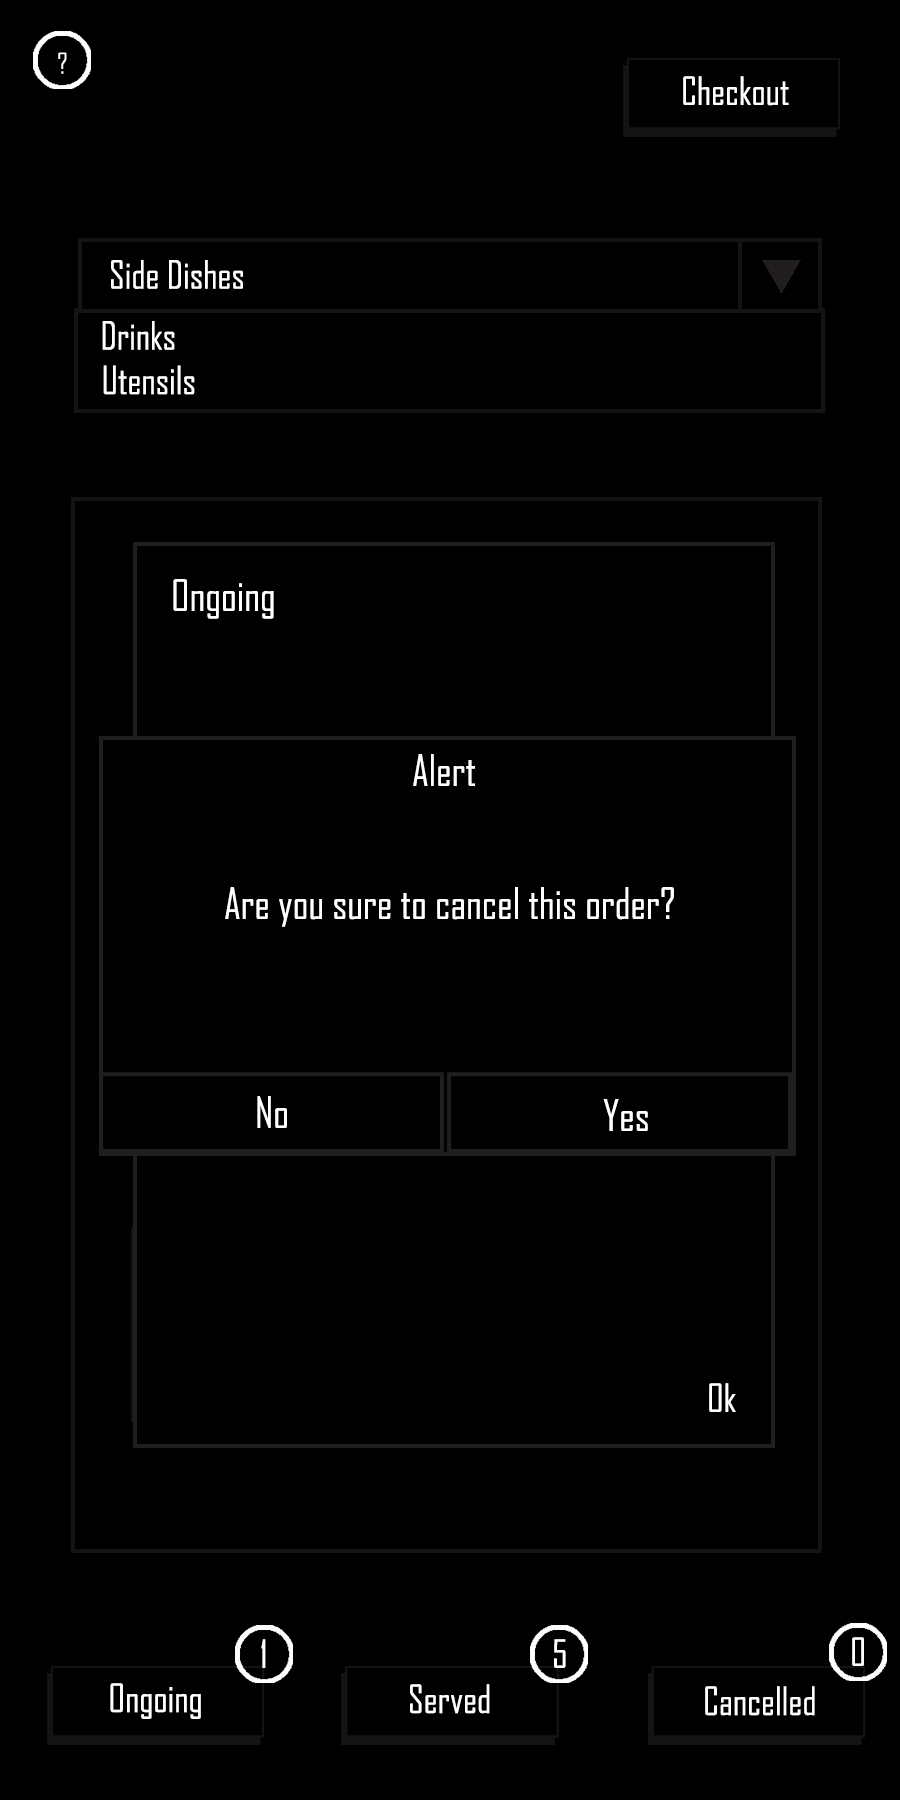 ?
Checkout
Side Dishes
Drinks
Utensils
Ongoing
Alert
Are you sure to cancel this order?
No
Yes
Ok
1
5
0
Ongoing
Served
Cancelled